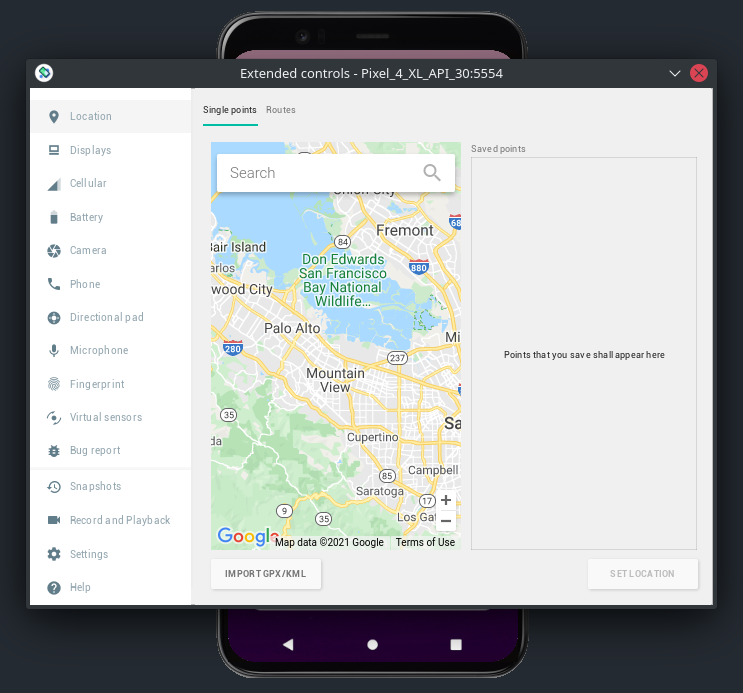 Extended controls - Pixel_4_XL_API_30:5554
Location
Displays
Cellular
Battery
Camera
Phone
Directional pad
Microphone
Fingerprint
Virtual sensors
Bug report
Snapshots
Record and Playback
Settings
Help
Single points
Routes
Search
Union City
68
Fremont
84
Bair Island
880
Don Edwards
San Francisco
Bay National
Wildlife...
arlos
wood City
Palo Alto
Mi
280
237
Mountain
View
35
Sa
da
Cupertino
Campbell
85
Saratoga
17
+
9
35
Los Gat
−
Google
Map data ©2021 Google
Terms of Use
Saved points
Points that you save shall appear here
IMPORT GPX/KML
SET LOCATION